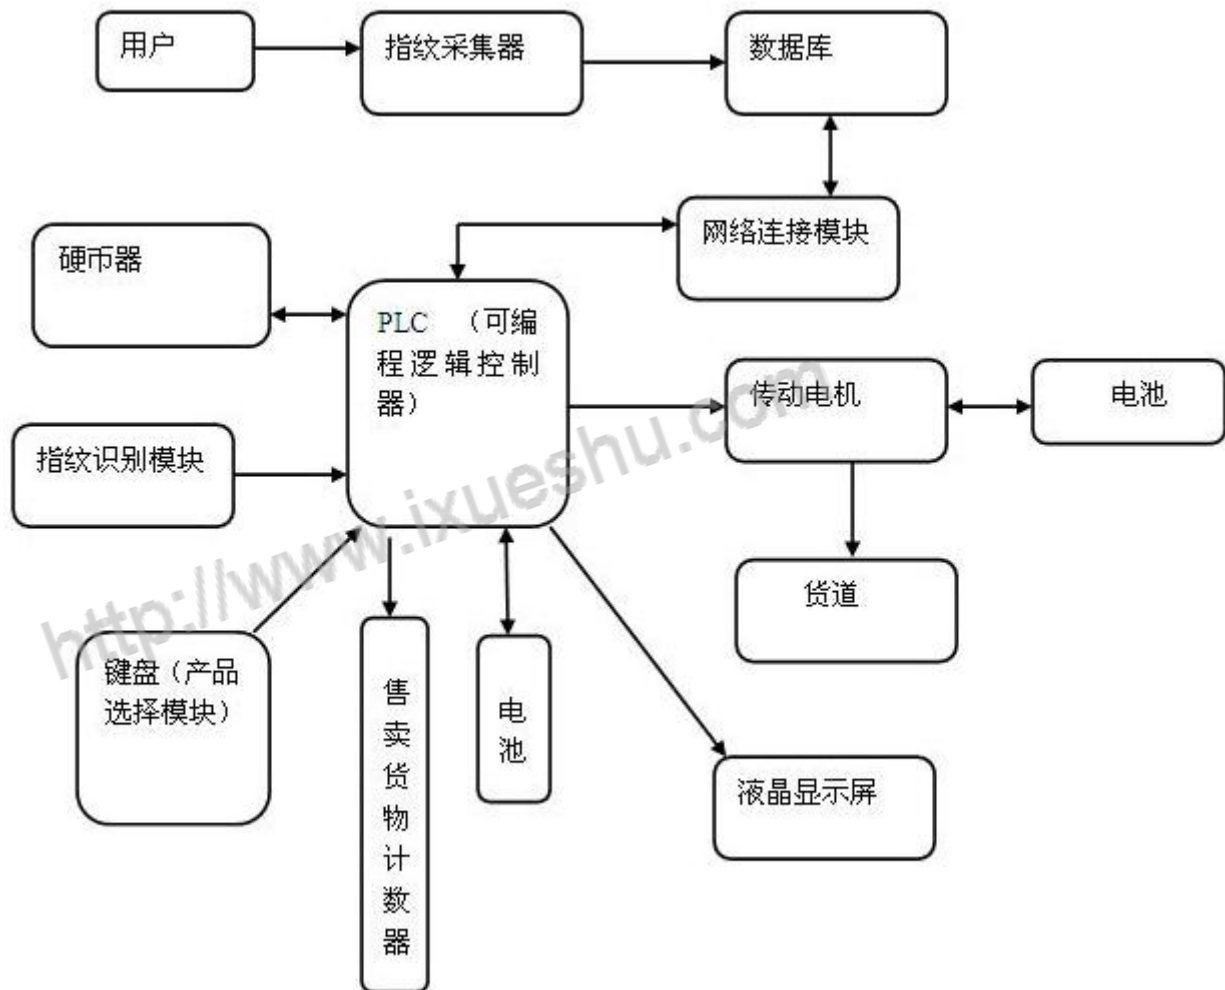 用户
指纹采集器
数据库
网络连接模块
硬币器
PLC （可编
程逻辑控制
器）
传动电机
电池
指纹识别模块
货道
键盘（产品
选择模块）
售
卖
货
物
计
数
器
电
池
液晶显示屏
http://www.ixueshu.com